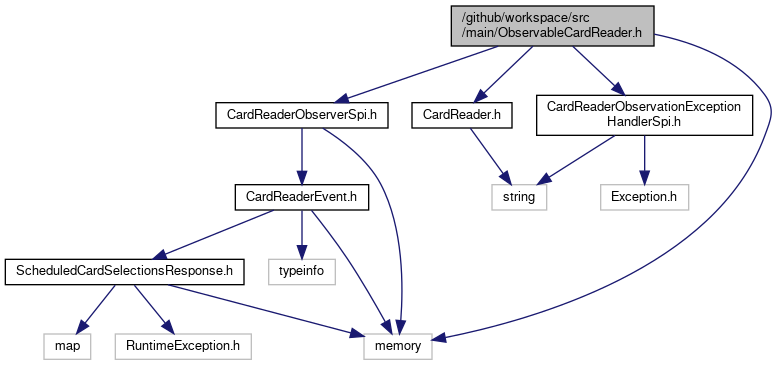 /github/workspace/src
/main/ObservableCardReader.h
CardReaderObserverSpi.h
CardReader.h
CardReaderObservationException
HandlerSpi.h
CardReaderEvent.h
string
Exception.h
ScheduledCardSelectionsResponse.h
typeinfo
map
RuntimeException.h
memory